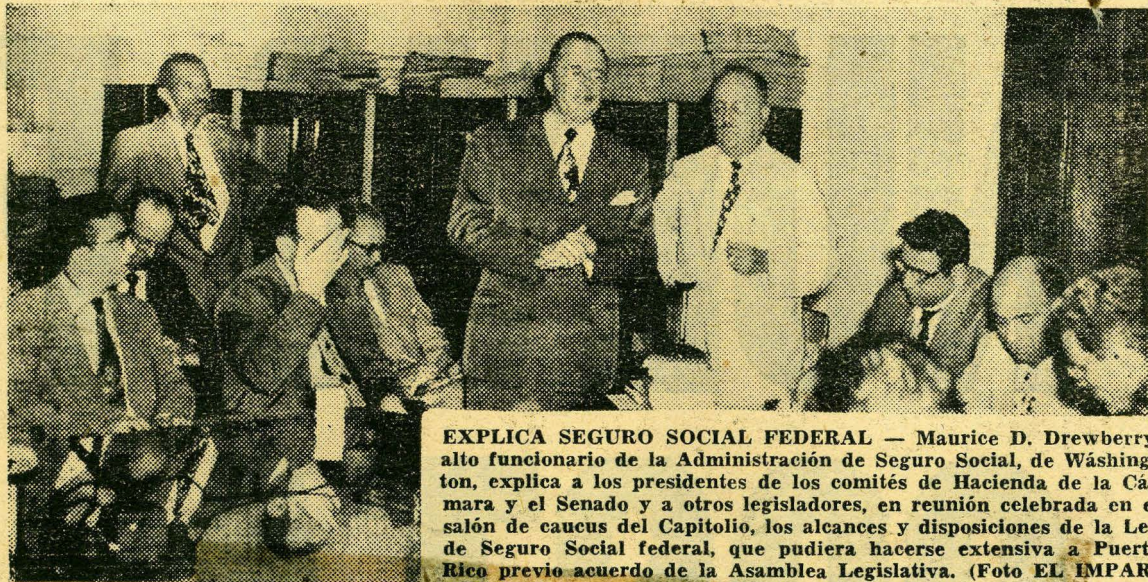 EXPLICA SEGURO SOCIAL FEDERAL — Maurice D. Drewberry
alto funcionario de la Administración de Seguro Social, de Wáshing-
ton, explica a los presidentes de los comités de Hacienda de la Cá-
mara y el Senado y a otros legisladores, en reunión celebrada en
salón de caucus del Capitolio, los alcances y disposiciones de la Le
de Seguro Social federal, que pudiera hacerse extensiva a Puert
Rico previo acuerdo de la Asamblea Legislativa. (Foto EL IMPAR